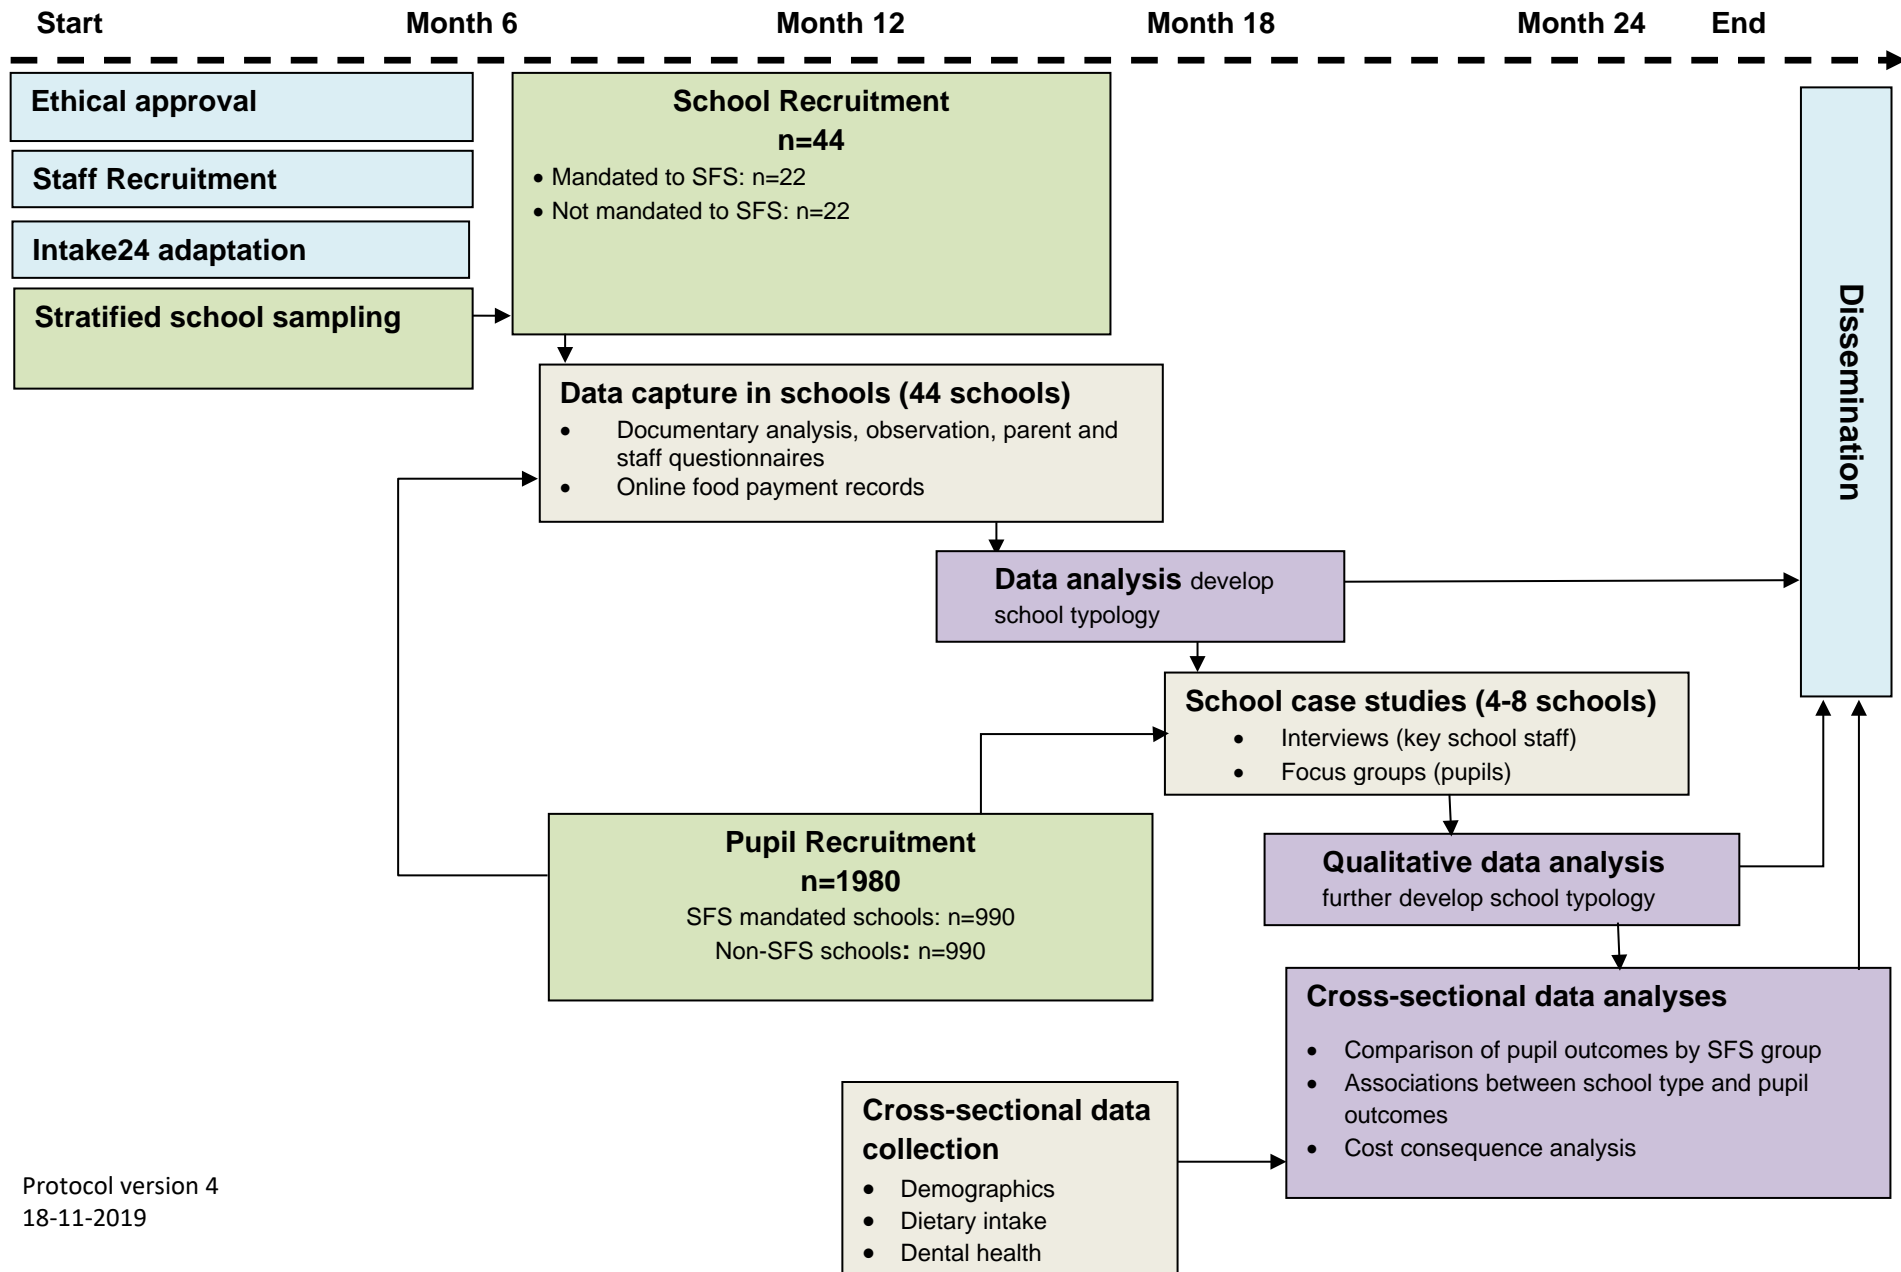 Start Month 6 Month 12 Month 18 Month 24 End
Ethical approval
Staff Recruitment
Intake24 adaptation
Stratified school sampling
School Recruitment
n=44
• Mandated to SFS: n=22
• Not mandated to SFS: n=22
Data capture in schools (44 schools)
• Documentary analysis, observation, parent and
staff questionnaires
• Online food payment records
Data analysis develop
school typology
School case studies (4-8 schools)
• Interviews (key school staff)
• Focus groups (pupils)
Pupil Recruitment
n=1980
SFS mandated schools: n=990
Non-SFS schools: n=990
Qualitative data analysis
further develop school typology
Cross-sectional data analyses
• Comparison of pupil outcomes by SFS group
• Associations between school type and pupil
outcomes
• Cost consequence analysis
Cross-sectional data
collection
• Demographics
• Dietary intake
• Dental health
Dissemination
Protocol version 4
18-11-2019